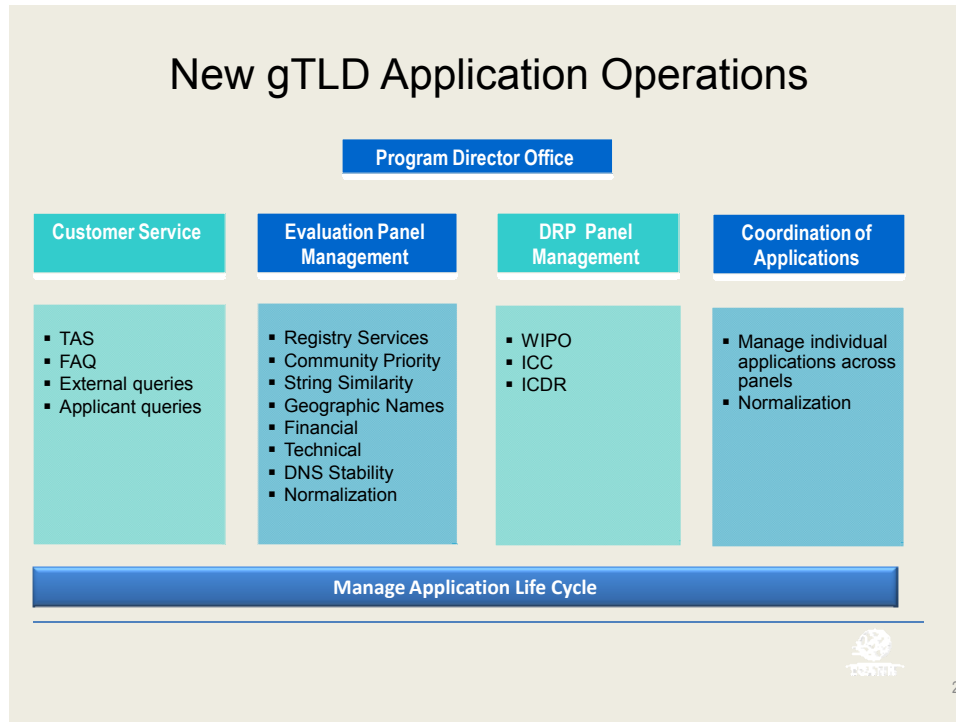 New gTLD Application Operations
Program Director Office
Customer Service
▪ TAS
▪ FAQ
▪ External queries
▪ Applicant queries
Evaluation Panel
Management
▪ Registry Services
▪ Community Priority
▪ String Similarity
▪ Geographic Names
▪ Financial
▪ Technical
▪ DNS Stability
▪ Normalization
DRP Panel
Management
▪ WIPO
▪ ICC
▪ ICDR
Coordination of
Applications
▪ Manage individual
applications across
panels
▪ Normalization
Manage Application Life Cycle